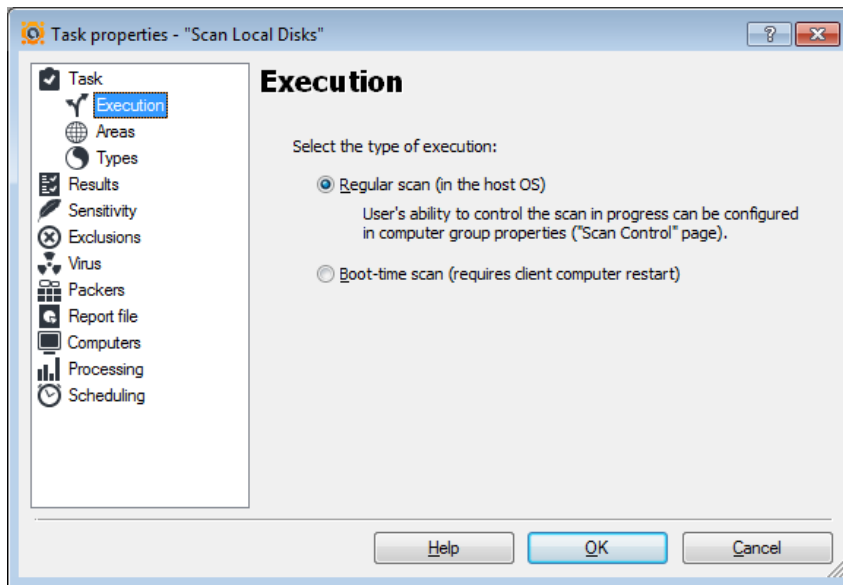 Task properties - "Scan Local Disks"
Task
Execution
Areas
Types
Results
Sensitivity
Exclusions
Virus
Packers
Report file
Computers
Processing
Scheduling
Execution
Select the type of execution:
Regular scan (in the host OS)
User's ability to control the scan in progress can be configured
in computer group properties ("Scan Control" page).
Boot-time scan (requires client computer restart)
Help
OK
Cancel